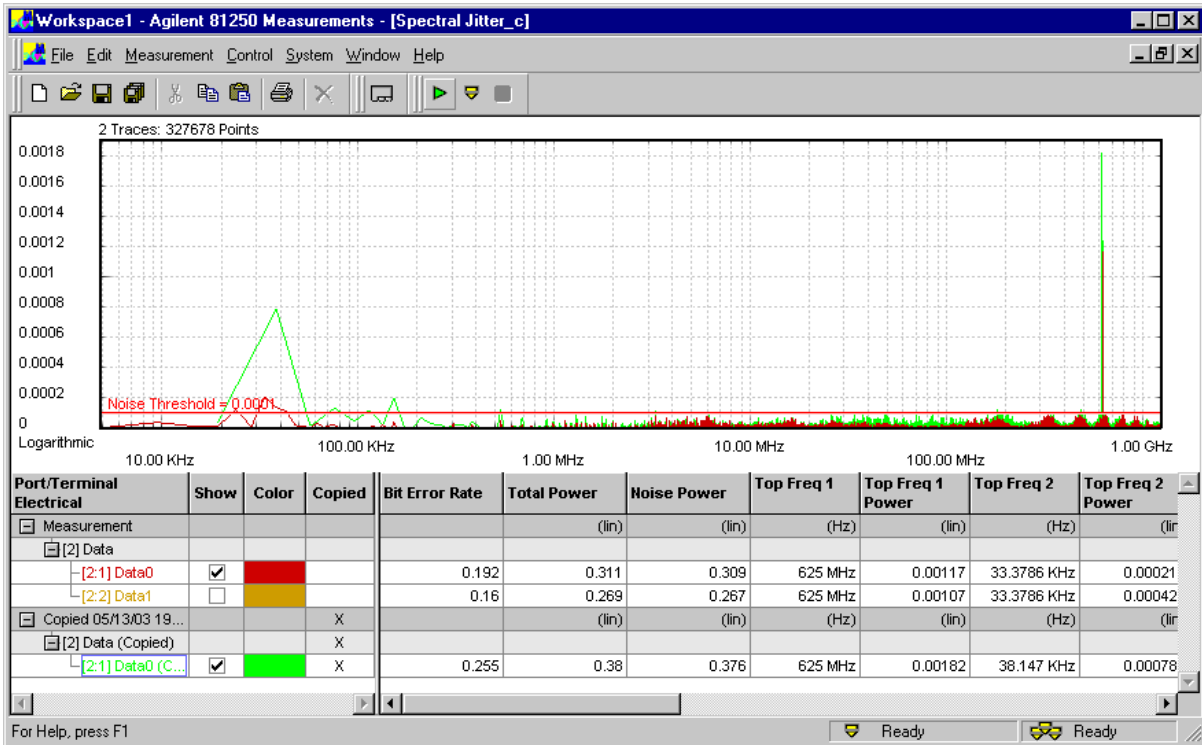 Workspace1 - Agilent 81250 Measurements - [Spectral Jitter_c]
File Edit Measurement Control System Window Help
2 Traces: 327678 Points
0.0018
0.0016
0.0014
0.0012
0.001
0.0008
0.0006
0.0004
0.0002
Noise Threshold = 0.0001
0
Logarithmic
10.00 KHz 100.00 KHz 1.00 MHz 10.00 MHz 100.00 MHz 1.00 GHz
Port/Terminal Electrical Show Color Copied Bit Error Rate Total Power Noise Power Top Freq 1 Top Freq 1 Power Top Freq 2 Top Freq 2 Power
Measurement (lin) (lin) (Hz) (lin) (Hz) (lin
[2] Data
[2:1] Data0 0.192 0.311 0.309 625 MHz 0.00117 33.3786 KHz 0.00021
[2:2] Data1 0.16 0.269 0.267 625 MHz 0.00107 33.3786 KHz 0.00042
Copied 05/13/03 19... X (lin) (lin) (Hz) (lin) (Hz) (lin
[2] Data (Copied) X
[2:1] Data0 (C... X 0.255 0.38 0.376 625 MHz 0.00182 38.147 KHz 0.00078
For Help, press F1 Ready Ready